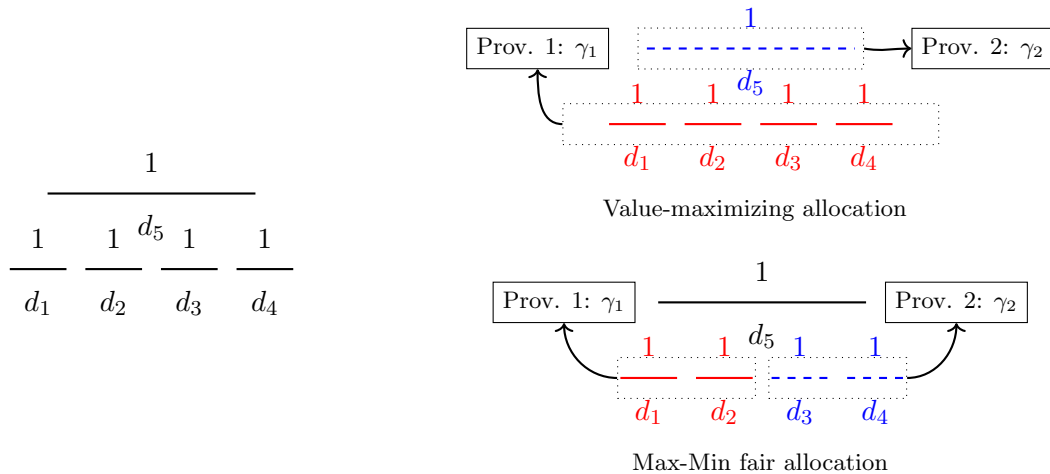 1
d5
1 1 1 1
d1 d2 d3 d4
1
Prov. 1: γ1
Prov. 2: γ2
d5
1 1 1 1
d1 d2 d3 d4
Value-maximizing allocation
1
Prov. 1: γ1
Prov. 2: γ2
d5
1 1 1 1
d1 d2 d3 d4
Max-Min fair allocation